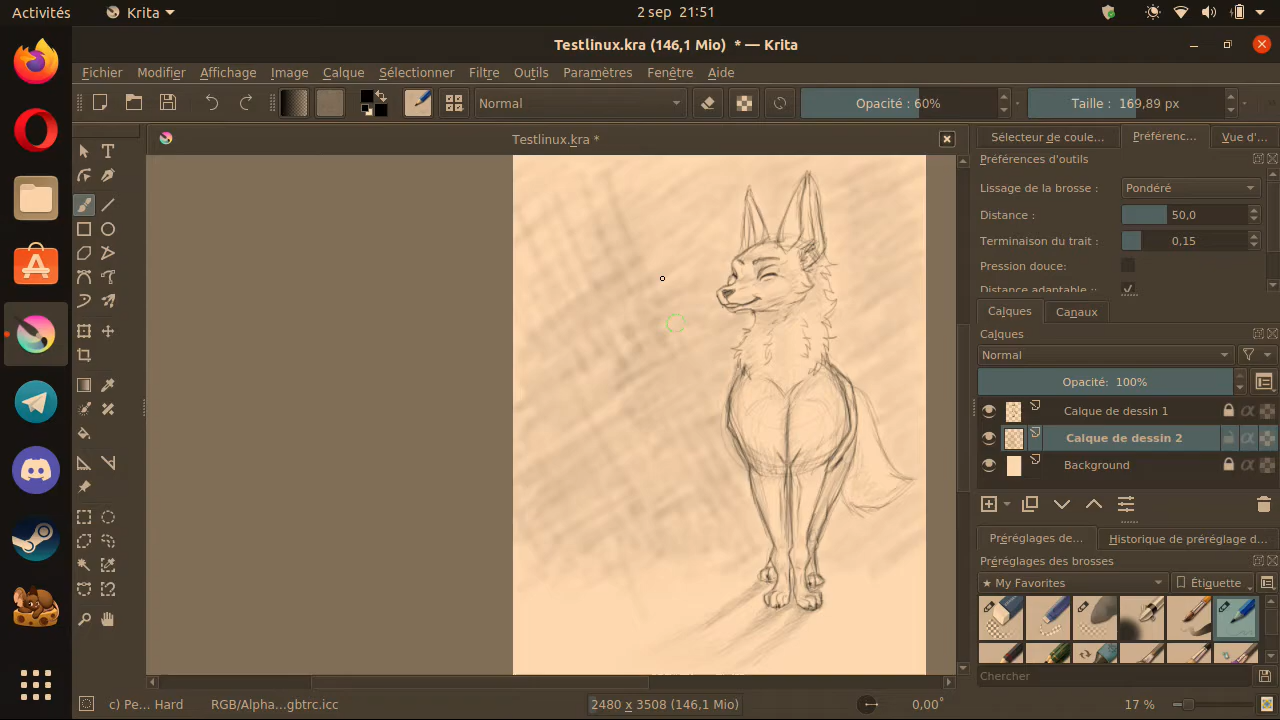 Activités Krita 2 sep 21:51
Testlinux.kra (146,1 Mio) * — Krita
Fichier Modifier Affichage Image Calque Sélectionner Filtre Outils Paramètres Fenêtre Aide
Normal Opacité : 60% Taille : 169,89 px
Testlinux.kra *
Sélecteur de coule... Préférenc... Vue d'...
Préférences d'outils
Lissage de la brosse : Pondéré
Distance : 50,0
Terminaison du trait : 0,15
Pression douce:
Distance adaptable ::
Calques Canaux
Calques
Normal
Opacité: 100%
Calque de dessin 1
Calque de dessin 2
Background
Préréglages de... Historique de préréglage d...
Préréglages des brosses
★ My Favorites Étiquette
Chercher
c) Pe... Hard RGB/Alpha...gbtrc.icc 2480 x 3508 (146,1 Mio) 0,00° 17 %